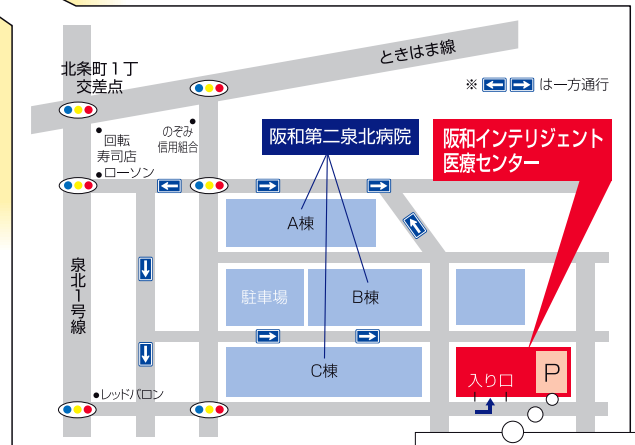 ときはま線
北条町１丁
交差点
※ は一方通行
のぞみ
信用組合
回転
寿司店
ローソン
阪和第二泉北病院
阪和インテリジェント
医療センター
A棟
泉北１号線
駐車場
B棟
C棟
入り口
P
レッドバロン